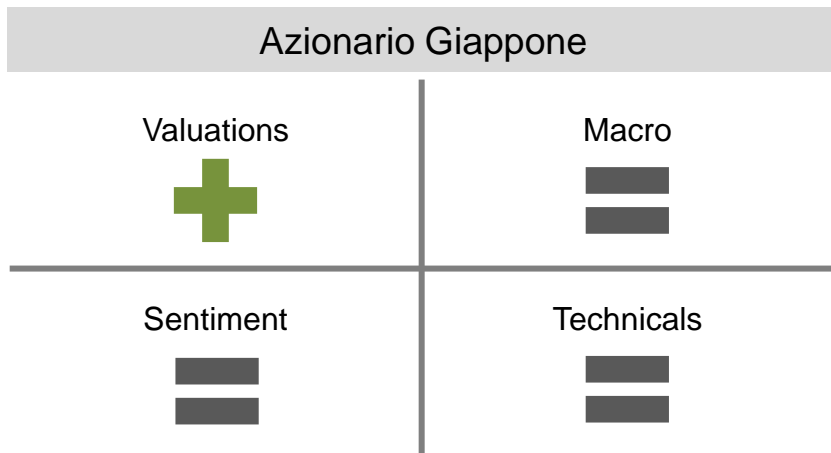 Azionario Giappone
Valuations
Macro
Sentiment
Technicals